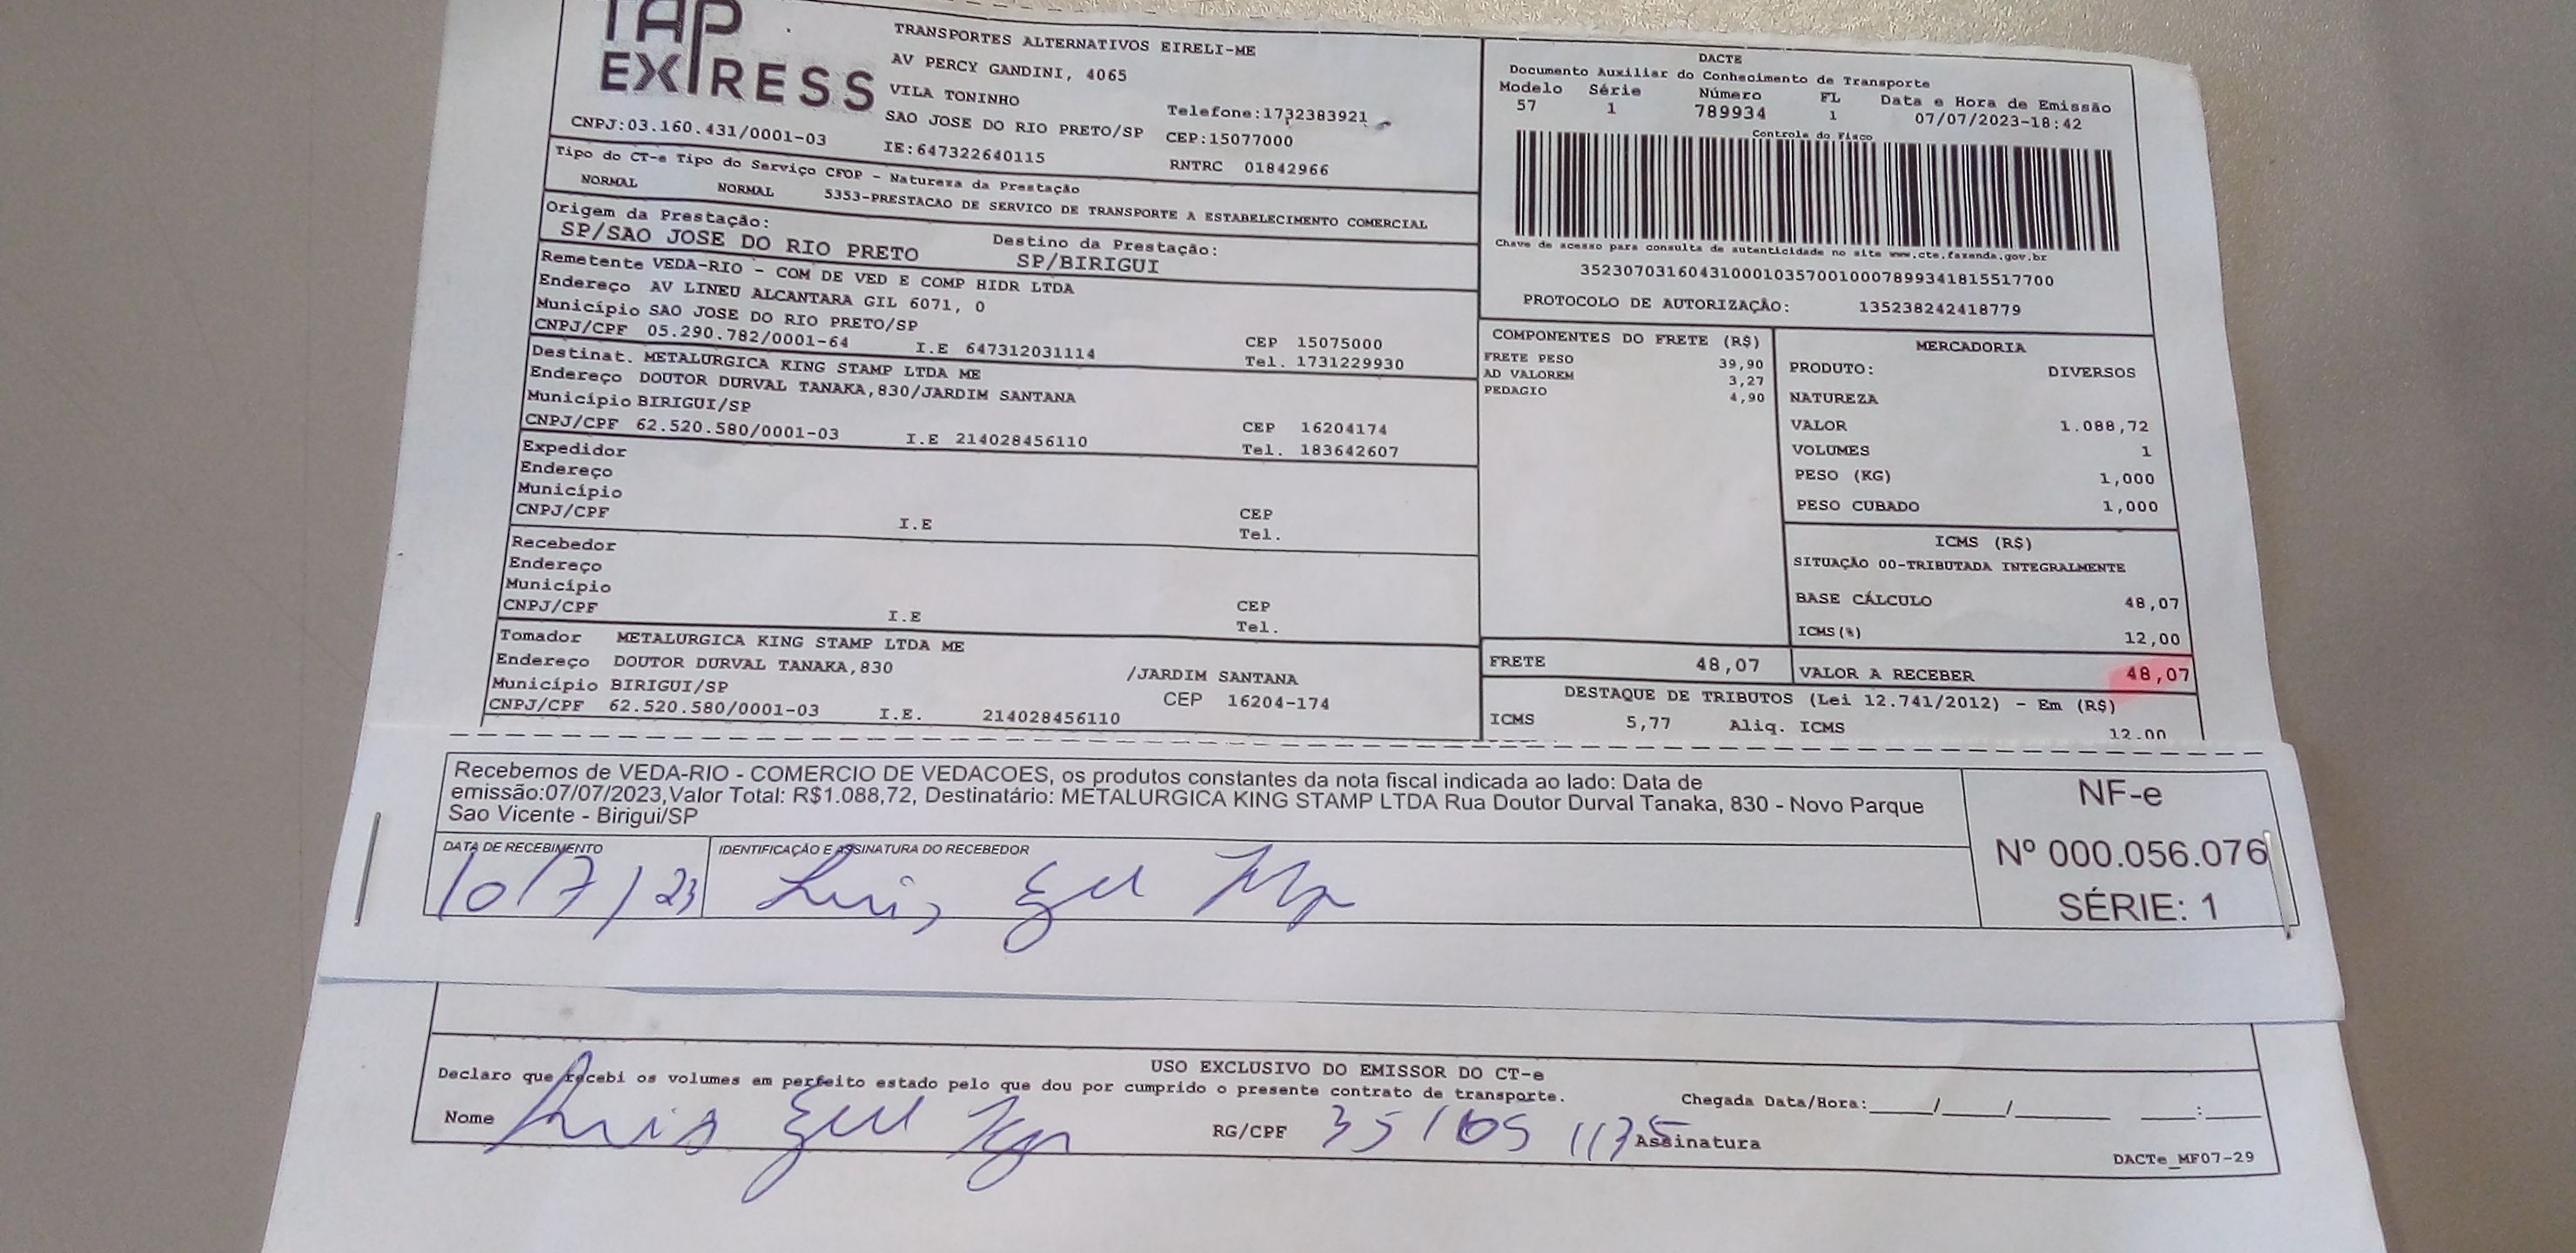 TAP
EXPRESS
TRANSPORTES ALTERNATIVOS EIRELI-ME
AV PERCY GANDINI, 4065
VILA TONINHO
SAO JOSE DO RIO PRETO/SP
Telefone:1732383921
CEP:15077000
CNPJ:03.160.431/0001-03
IE:647322640115
RNTRC 01842966
Tipo do CT-e Tipo do Serviço CFOP - Natureza da Prestação
NORMAL NORMAL 5353-PRESTACAO DE SERVICO DE TRANSPORTE A ESTABELECIMENTO COMERCIAL
Origem da Prestação:
SP/SAO JOSE DO RIO PRETO
Destino da Prestação:
SP/BIRIGUI
Remetente VEDA-RIO - COM DE VED E COMP HIDR LTDA
Endereço AV LINEU ALCANTARA GIL 6071, 0
Município SAO JOSE DO RIO PRETO/SP
CEP 15075000
CNPJ/CPF 05.290.782/0001-64 I.E 647312031114 Tel. 1731229930
Destinat. METALURGICA KING STAMP LTDA ME
Endereço DOUTOR DURVAL TANAKA,830/JARDIM SANTANA
Município BIRIGUI/SP
CEP 16204174
CNPJ/CPF 62.520.580/0001-03 I.E 214028456110 Tel. 183642607
Expedidor
Endereço
Município
CEP
CNPJ/CPF I.E Tel.
Recebedor
Endereço
Município
CEP
CNPJ/CPF I.E Tel.
Tomador METALURGICA KING STAMP LTDA ME
Endereço DOUTOR DURVAL TANAKA,830 /JARDIM SANTANA
Município BIRIGUI/SP CEP 16204-174
CNPJ/CPF 62.520.580/0001-03 I.E. 214028456110
DACTE
Documento Auxiliar do Conhecimento de Transporte
Modelo Série Número FL Data e Hora de Emissão
57 1 789934 1 07/07/2023-18:42
Controle do Fisco
Chave de acesso para consulta de autenticidade no site www.cte.fazenda.gov.br
35230703160431000103570010007899341815517700
PROTOCOLO DE AUTORIZAÇÃO: 135238242418779
COMPONENTES DO FRETE (R$)
FRETE PESO 39,90
AD VALOREM 3,27
PEDAGIO 4,90
MERCADORIA
PRODUTO: DIVERSOS
NATUREZA
VALOR 1.088,72
VOLUMES 1
PESO (KG) 1,000
PESO CUBADO 1,000
ICMS (R$)
SITUAÇÃO 00-TRIBUTADA INTEGRALMENTE
BASE CÁLCULO 48,07
ICMS(%) 12,00
FRETE 48,07 VALOR A RECEBER 48,07
DESTAQUE DE TRIBUTOS (Lei 12.741/2012) - Em (R$)
ICMS 5,77 Aliq. ICMS 12.00
Recebemos de VEDA-RIO - COMERCIO DE VEDACOES, os produtos constantes da nota fiscal indicada ao lado: Data de
emissão:07/07/2023,Valor Total: R$1.088,72, Destinatário: METALURGICA KING STAMP LTDA Rua Doutor Durval Tanaka, 830 - Novo Parque
Sao Vicente - Birigui/SP
DATA DE RECEBIMENTO
10/7/23
IDENTIFICAÇÃO E ASSINATURA DO RECEBEDOR
Luis
NF-e
Nº 000.056.076
SÉRIE: 1
USO EXCLUSIVO DO EMISSOR DO CT-e
Declaro que recebi os volumes em perfeito estado pelo que dou por cumprido o presente contrato de transporte.
Chegada Data/Hora:_____/_____/_______ ___:____
Nome Luis RG/CPF Assinatura
DACTe_MF07-29